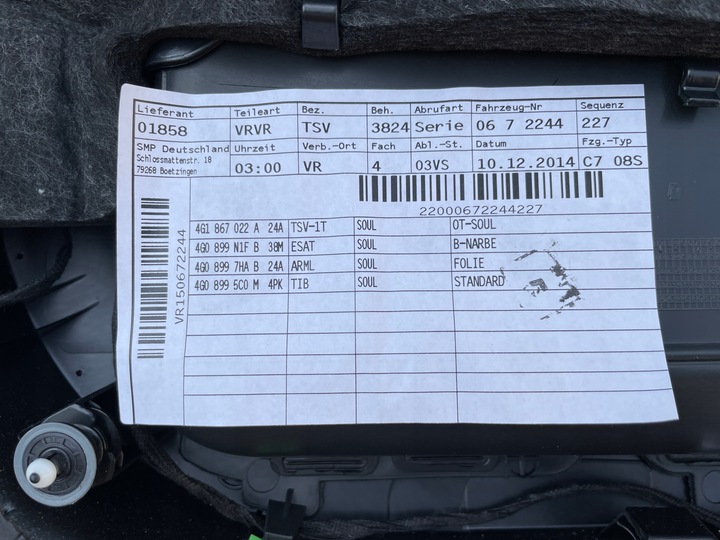 Lieferant Teileart Bez. Beh. Abrufart Fahrzeug-Nr Sequenz
01858 VRVR TSV 3824 Serie 06 7 2244 227
SMP Deutschland Uhrzeit Verb.-Ort Fach Abl.-St. Datum Fzg.-Typ
Schlossmattenstr. 18
79268 Boetzingen 03:00 VR 4 03VS 10.12.2014 C7 08S
22000672244227
VR150672244
4G1 867 022 A 24A TSV-1T SOUL OT-SOUL
4G0 899 N1F B 38M ESAT SOUL B-NARBE
4G0 899 7HA B 24A ARML SOUL FOLIE
4G0 899 5C0 M 4PK TIB SOUL STANDARD